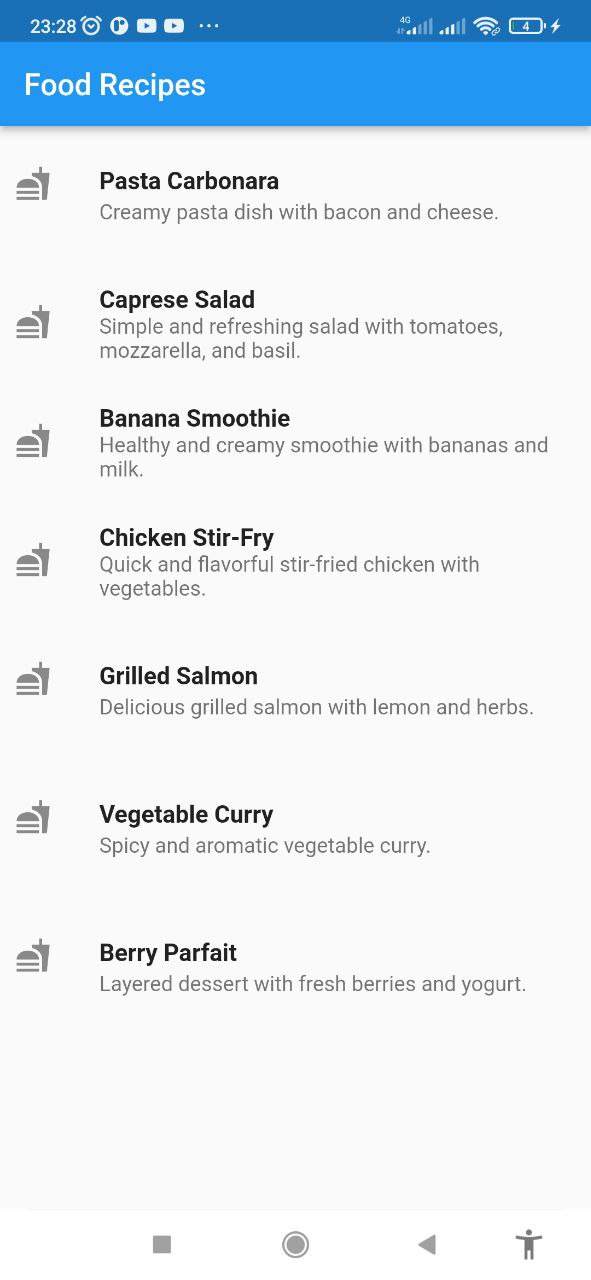 23:28 4G 4
Food Recipes
Pasta Carbonara
Creamy pasta dish with bacon and cheese.
Caprese Salad
Simple and refreshing salad with tomatoes,
mozzarella, and basil.
Banana Smoothie
Healthy and creamy smoothie with bananas and
milk.
Chicken Stir-Fry
Quick and flavorful stir-fried chicken with
vegetables.
Grilled Salmon
Delicious grilled salmon with lemon and herbs.
Vegetable Curry
Spicy and aromatic vegetable curry.
Berry Parfait
Layered dessert with fresh berries and yogurt.